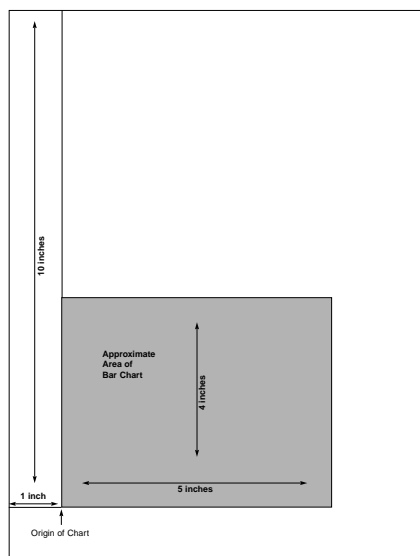 10 inches
Approximate
Area of
Bar Chart
4 inches
5 inches
1 inch
Origin of Chart